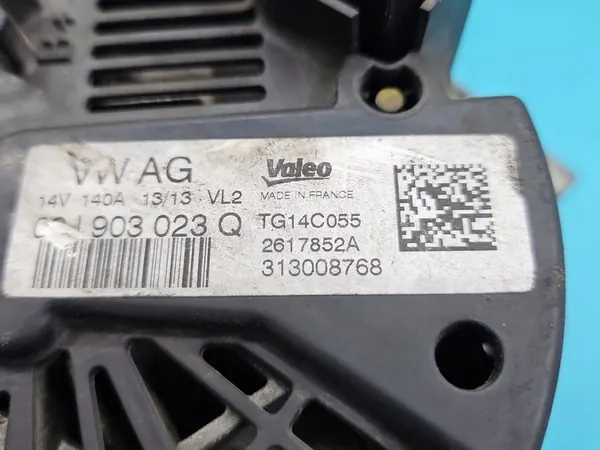 VW AG
Valeo
14V 140A 13/13 VL2
MADE IN FRANCE
903 023 Q
TG14C055
2617852A
313008768
B+